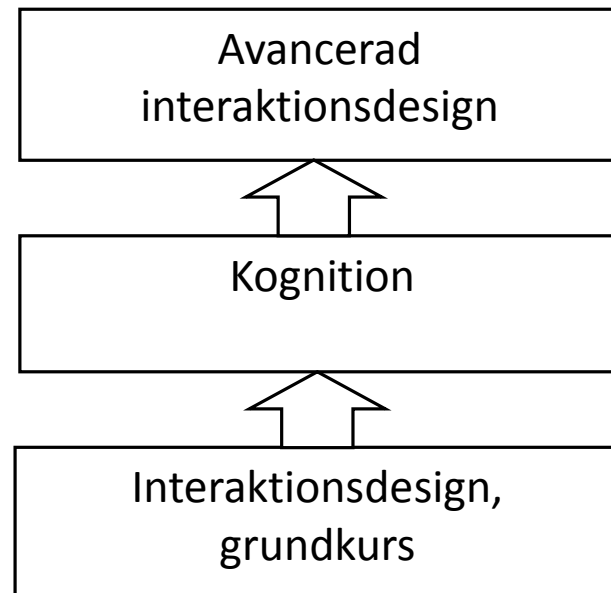 Avancerad
interaktionsdesign
Kognition
Interaktionsdesign,
grundkurs